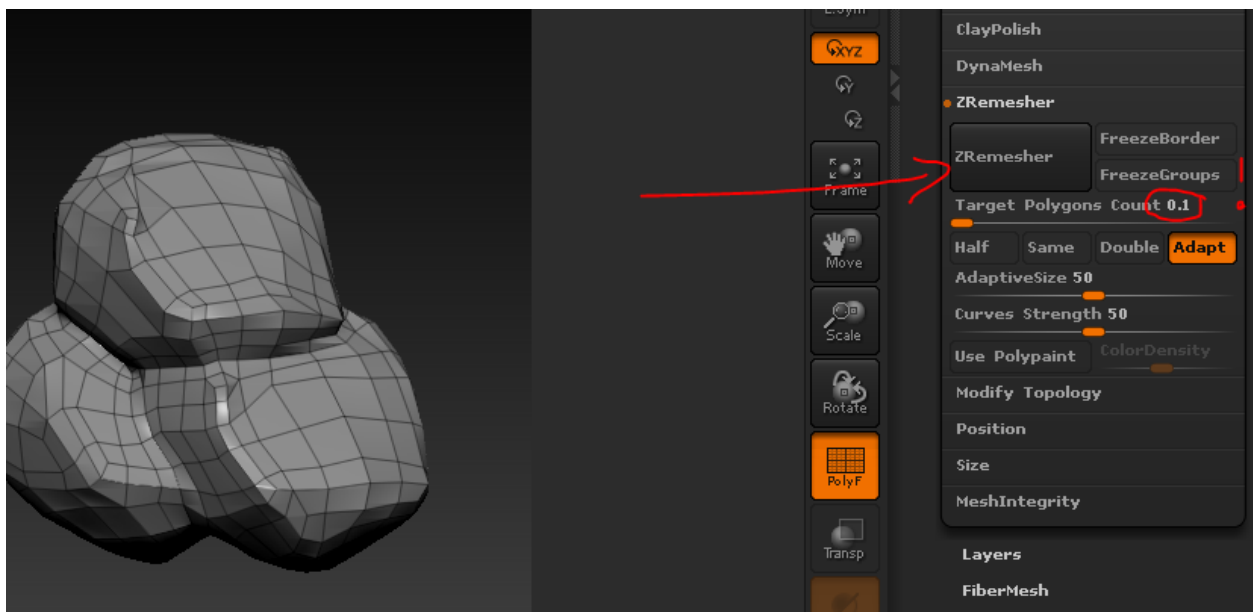 XYZ
Y
Z
Frame
Move
Scale
Rotate
PolyF
Transp
ClayPolish
DynaMesh
ZRemesher
ZRemesher
FreezeBorder
FreezeGroups
Target Polygons Count 0.1
Half Same Double Adapt
AdaptiveSize 50
Curves Strength 50
Use Polypaint ColorDensity
Modify Topology
Position
Size
MeshIntegrity
Layers
FiberMesh